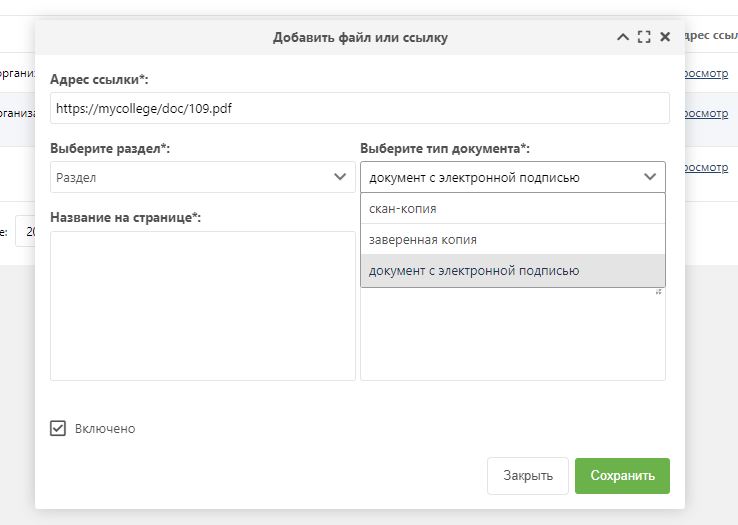 Добавить файл или ссылку
дрес ссыл
Адрес ссылки*:
органи
росмотр
https://mycollege/doc/109.pdf
рганиза
росмотр
Выберите раздел*:
Выберите тип документа*:
Раздел
документ с электронной подписью
росмотр
скан-копия
Название на странице*:
е:
20
заверенная копия
документ с электронной подписью
Включено
Закрыть
Сохранить